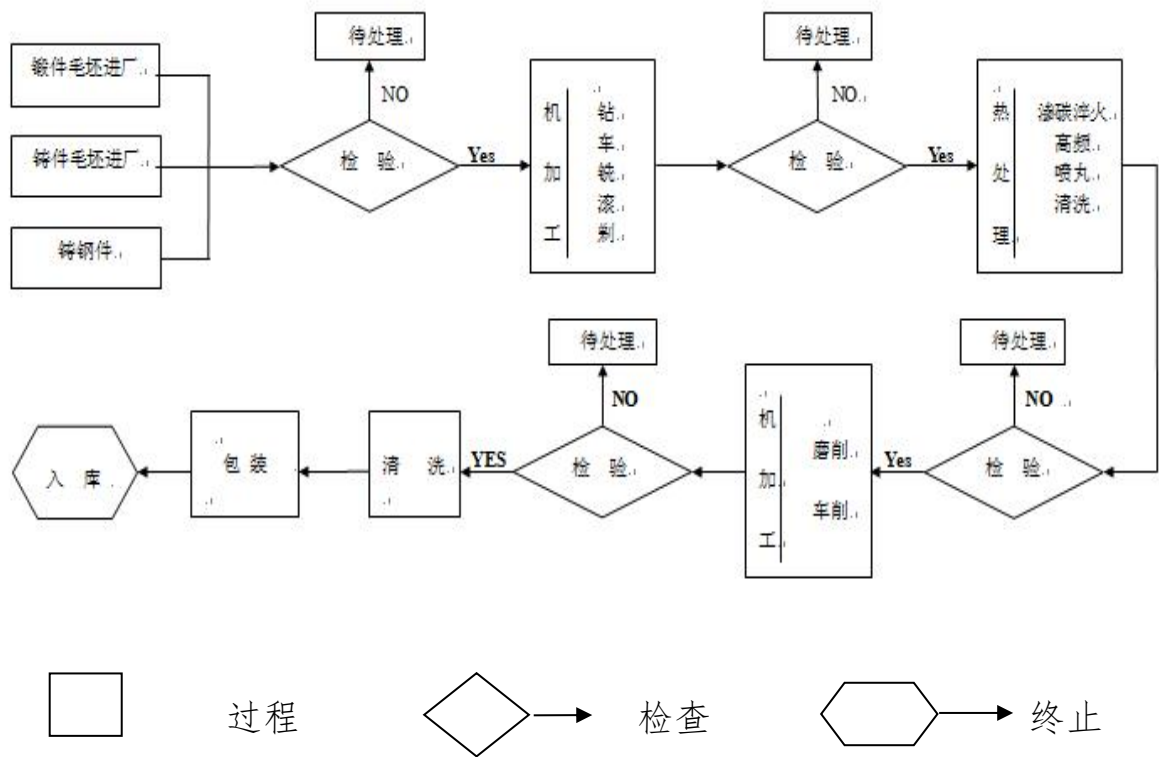 待处理
待处理
锻件毛坯进厂
NO
NO
机加工
钻
车
铣
滚
剃
热处理
渗碳淬火
高频
喷丸
清洗
铸件毛坯进厂
检 验
Yes
检 验
Yes
铸钢件
待处理
待处理
NO
NO
入 库
包 装
清 洗
YES
检 验
机加工
磨削
车削
Yes
检 验
过程
检查
终止